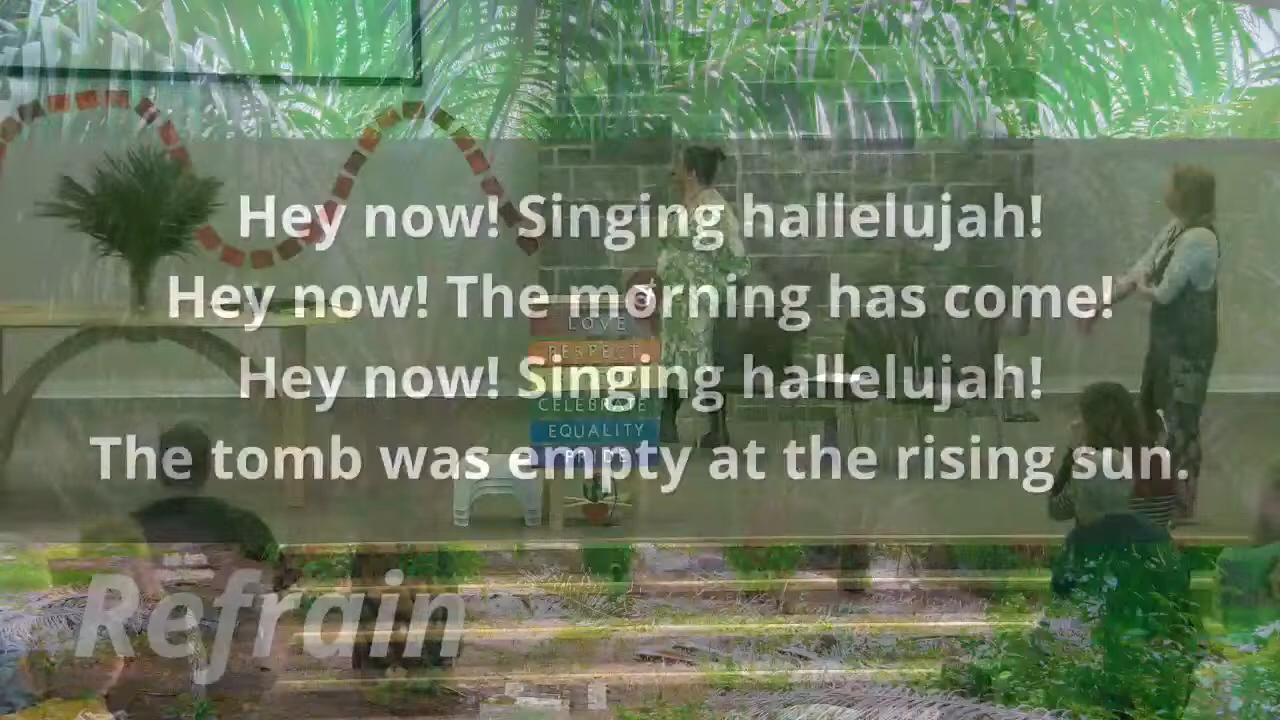 Hey now! Singing hallelujah!
Hey now! The morning has come!
LOVE
RESPECT
Hey now! Singing hallelujah!
CELEBRATE
EQUALITY
The tomb was empty at the rising sun.
PRIDE
Refrain